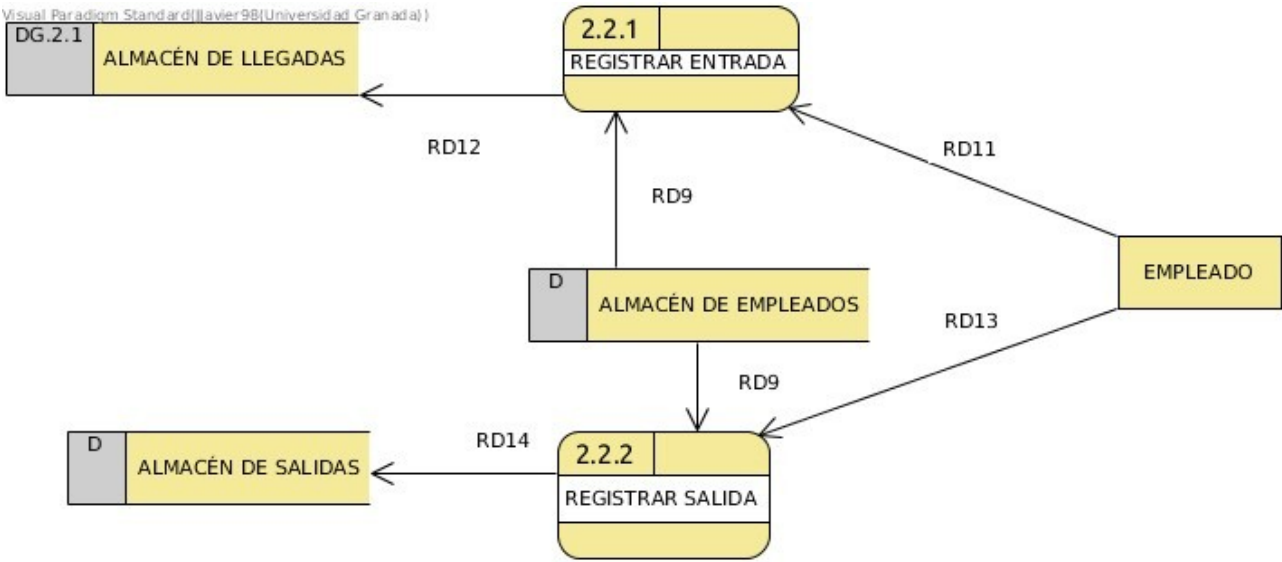 Visual Paradigm Standard(JJavier98(Universidad Granada))
DG.2.1
ALMACÉN DE LLEGADAS
2.2.1
REGISTRAR ENTRADA
RD12
RD11
RD9
EMPLEADO
D
ALMACÉN DE EMPLEADOS
RD13
RD9
D
ALMACÉN DE SALIDAS
RD14
2.2.2
REGISTRAR SALIDA